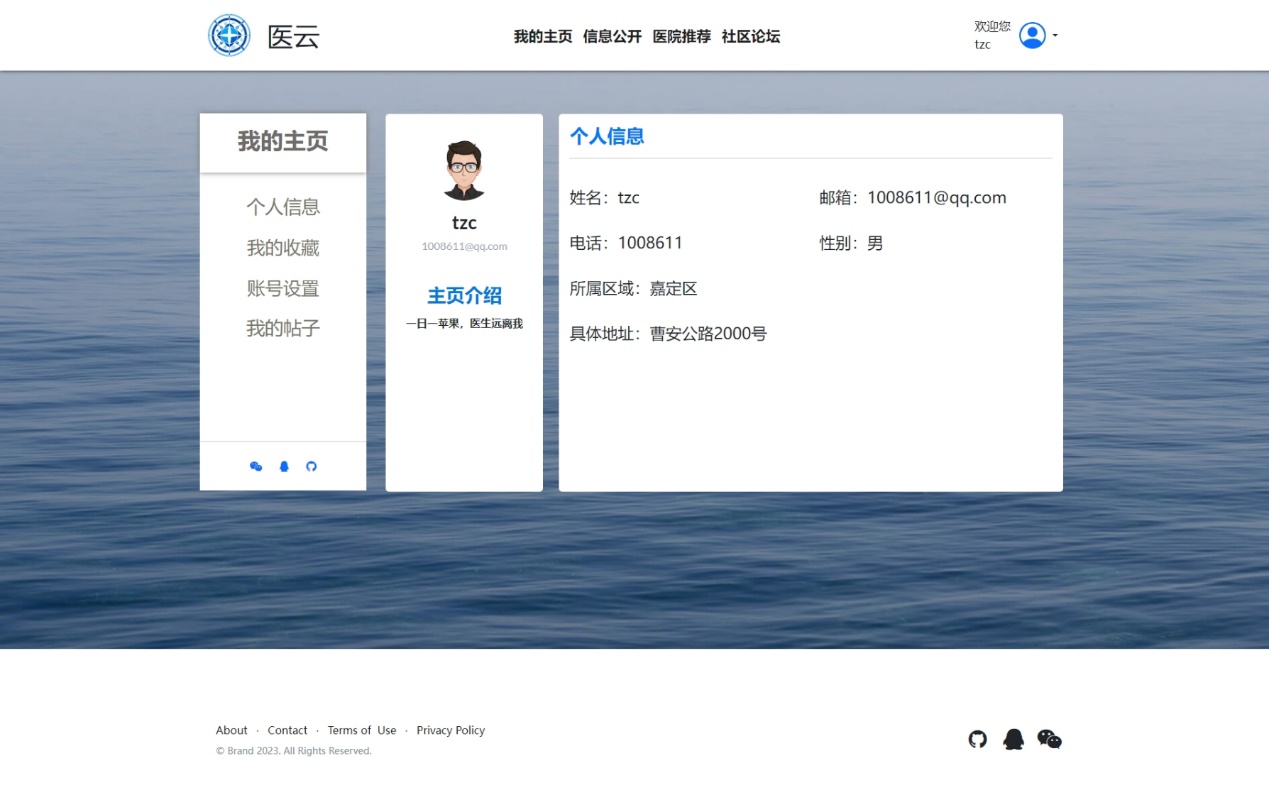 医云
我的主页 信息公开 医院推荐 社区论坛
欢迎您
tzc
我的主页
个人信息
我的收藏
账号设置
我的帖子
tzc
1008611@qq.com
主页介绍
一日一苹果，医生远离我
个人信息
姓名：tzc
邮箱：1008611@qq.com
电话：1008611
性别：男
所属区域：嘉定区
具体地址：曹安公路2000号
About · Contact · Terms of Use · Privacy Policy
© Brand 2023. All Rights Reserved.